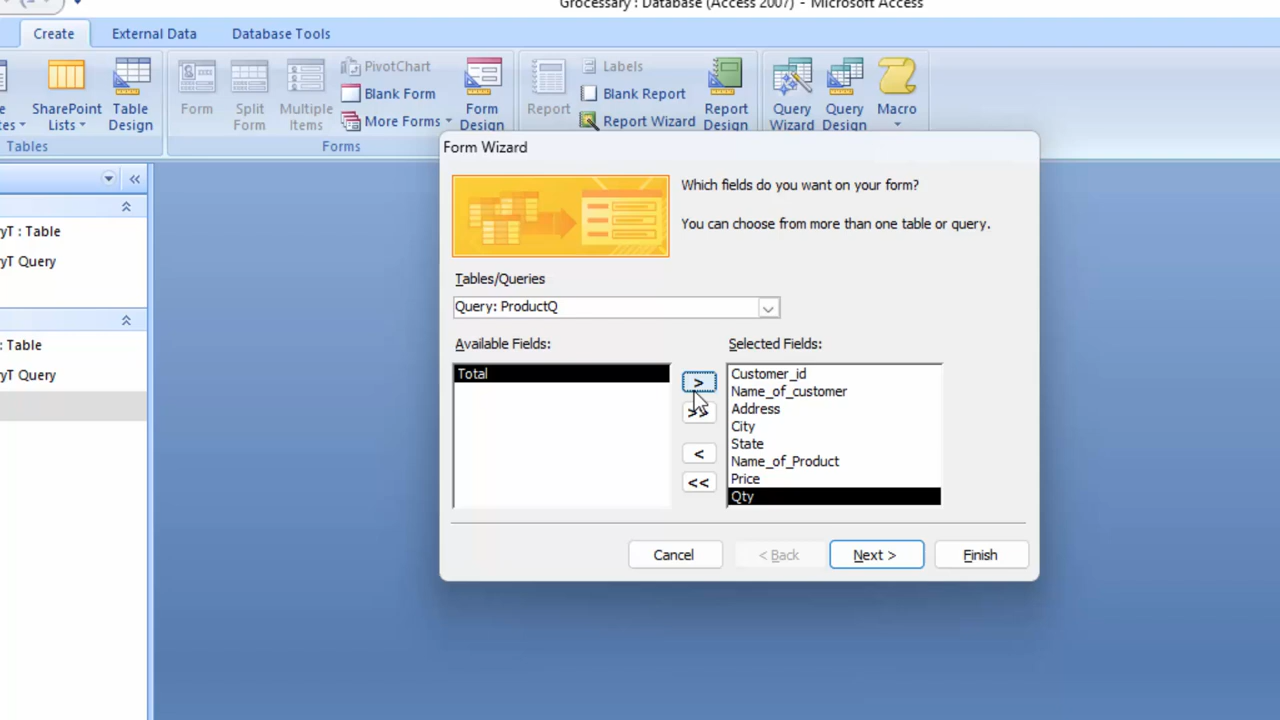 Grocessary : Database (Access 2007) - Microsoft Access
Create External Data Database Tools
SharePoint Lists
Table Design
Tables
Form
Split Form
Multiple Items
PivotChart
Blank Form
More Forms
Form Design
Forms
Report
Labels
Blank Report
Report Wizard
Report Design
Query Wizard
Query Design
Macro
yT : Table
yT Query
: Table
yT Query
Form Wizard
Which fields do you want on your form?
You can choose from more than one table or query.
Tables/Queries
Query: ProductQ
Available Fields:
Total
>
>>
<
<<
Selected Fields:
Customer_id
Name_of_customer
Address
City
State
Name_of_Product
Price
Qty
Cancel < Back Next > Finish